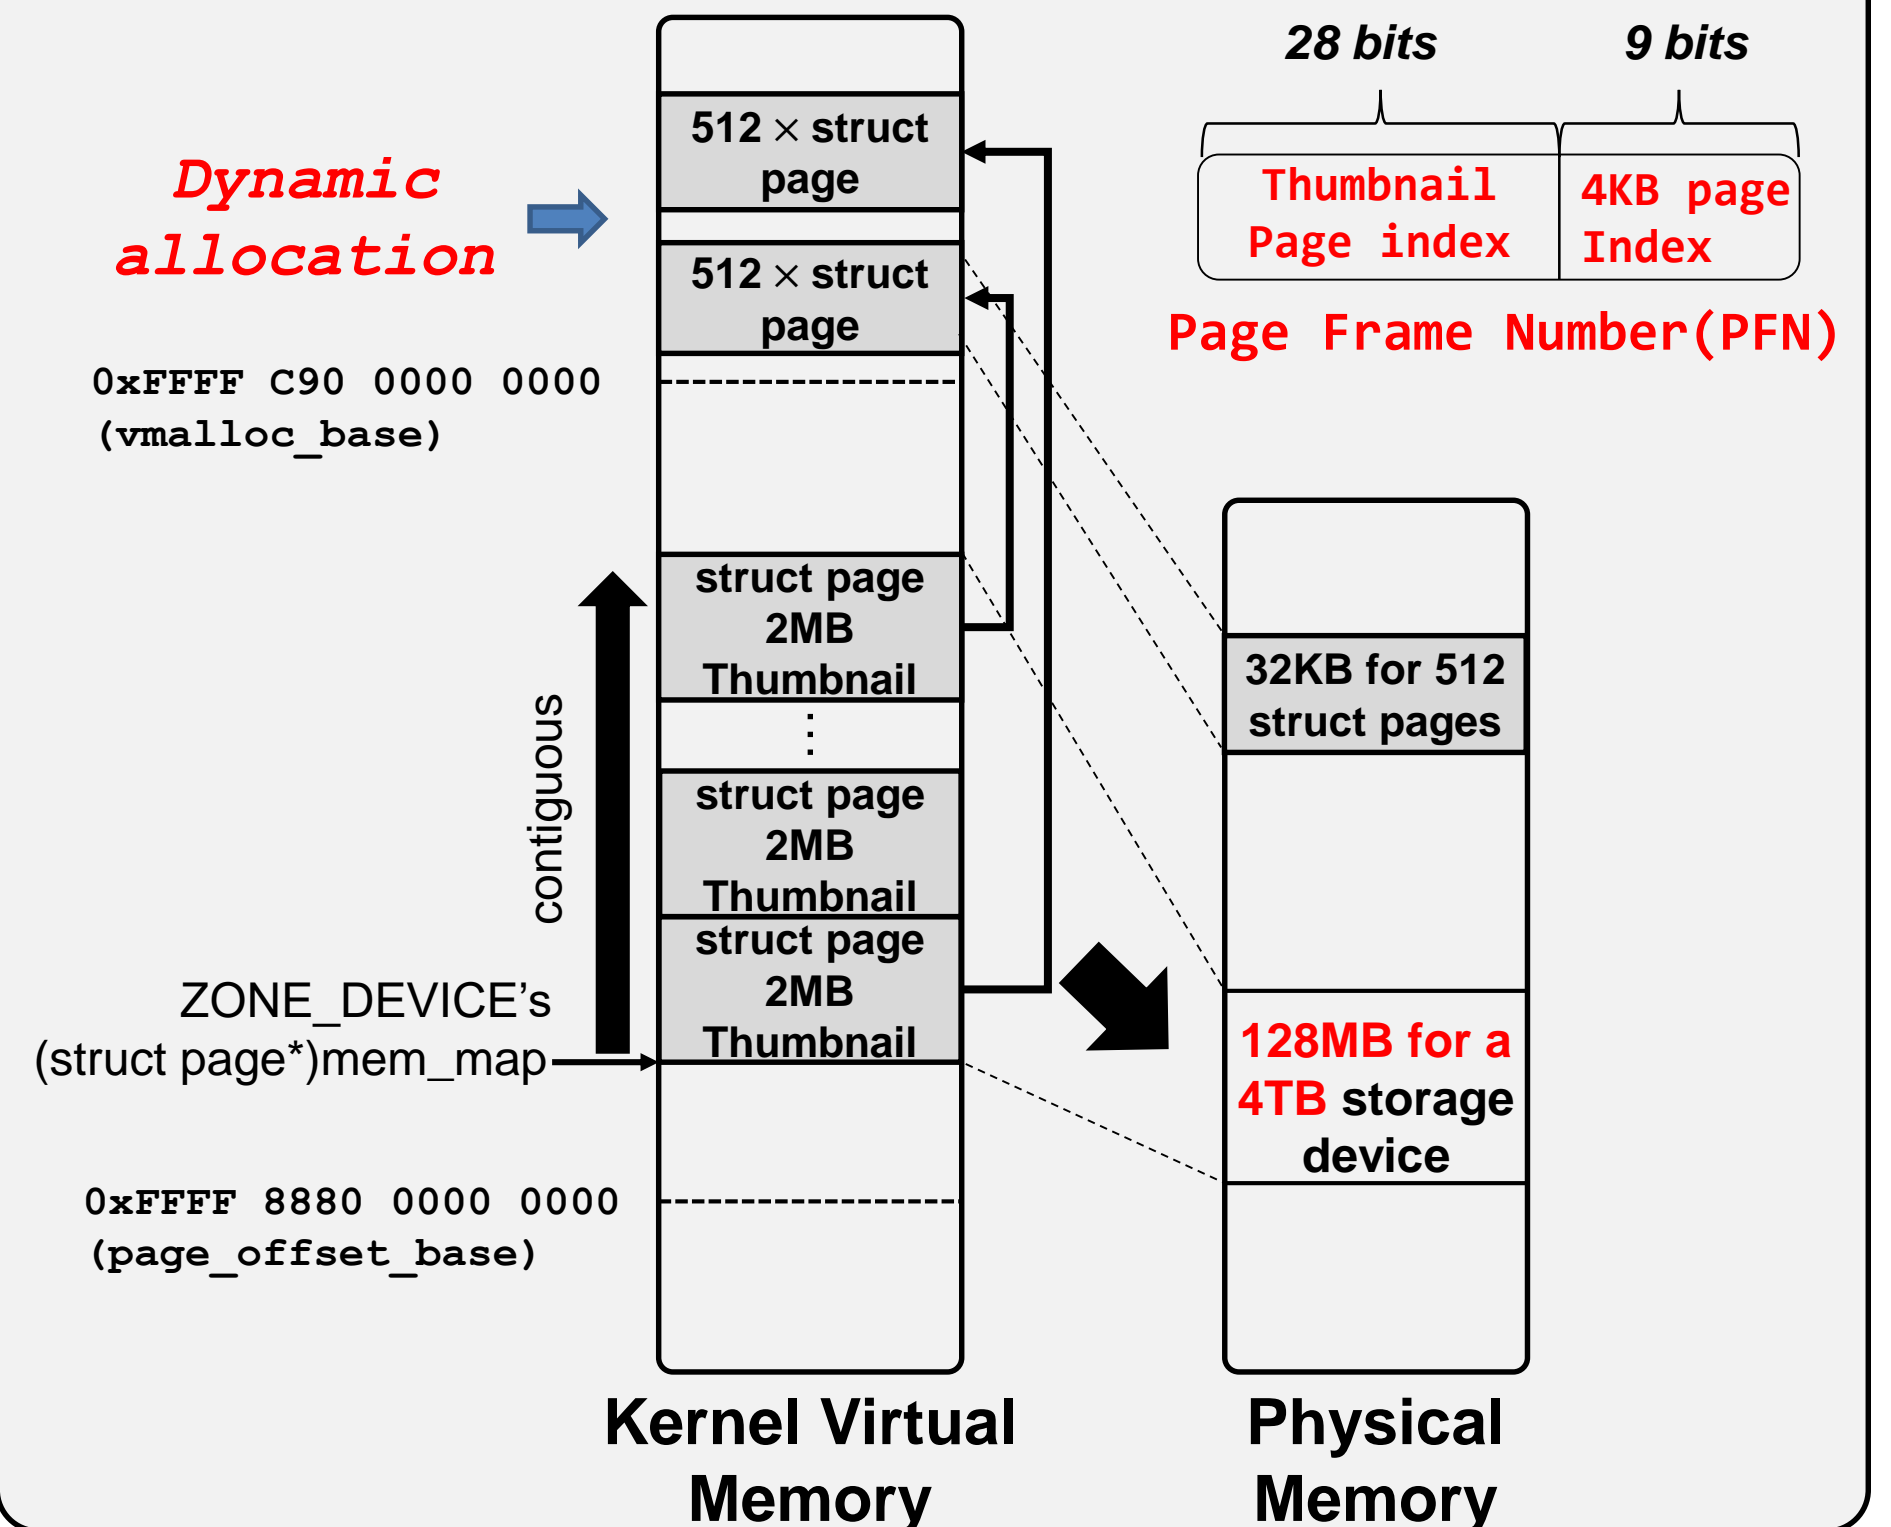 28 bits
9 bits
512 × struct
page
Thumbnail
Page index
4KB page
Index
Dynamic
allocation
512 × struct
page
Page Frame Number(PFN)
0xFFFF C90 0000 0000
(vmalloc_base)
struct page
2MB
Thumbnail
⋮
32KB for 512
struct pages
contiguous
struct page
2MB
Thumbnail
struct page
2MB
Thumbnail
ZONE_DEVICE's
(struct page*)mem_map
128MB for a
4TB storage
device
0xFFFF 8880 0000 0000
(page_offset_base)
Kernel Virtual
Memory
Physical
Memory